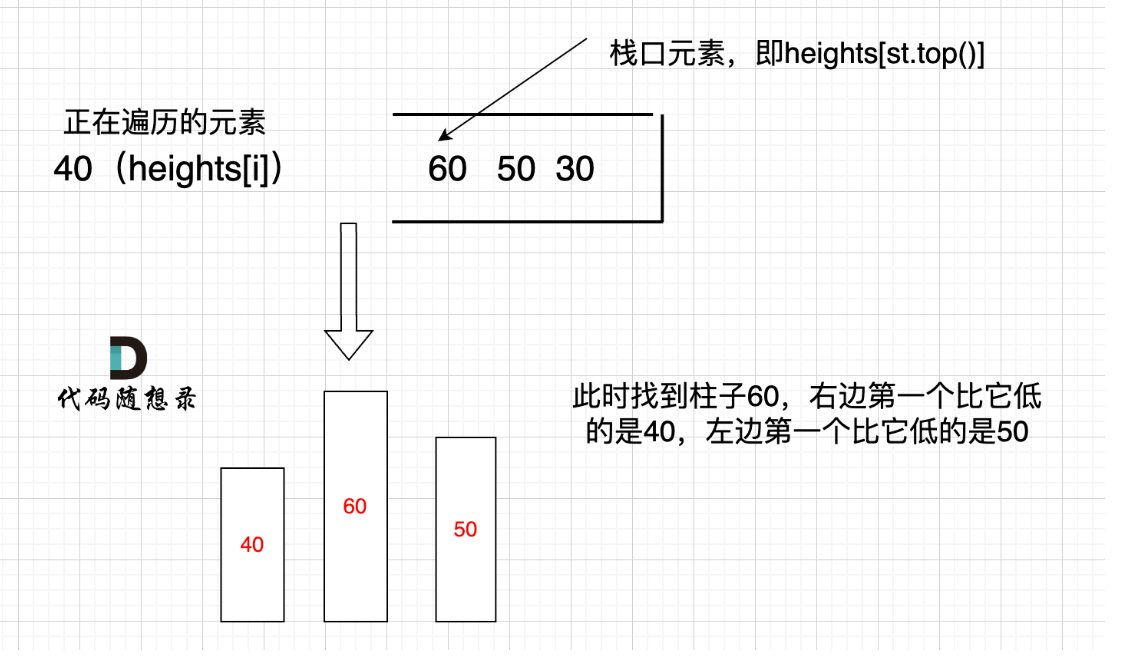 栈口元素，即heights[st.top()]
正在遍历的元素
40（heights[i]）
60 50 30
代码随想录
此时找到柱子60，右边第一个比它低
的是40，左边第一个比它低的是50
40
60
50